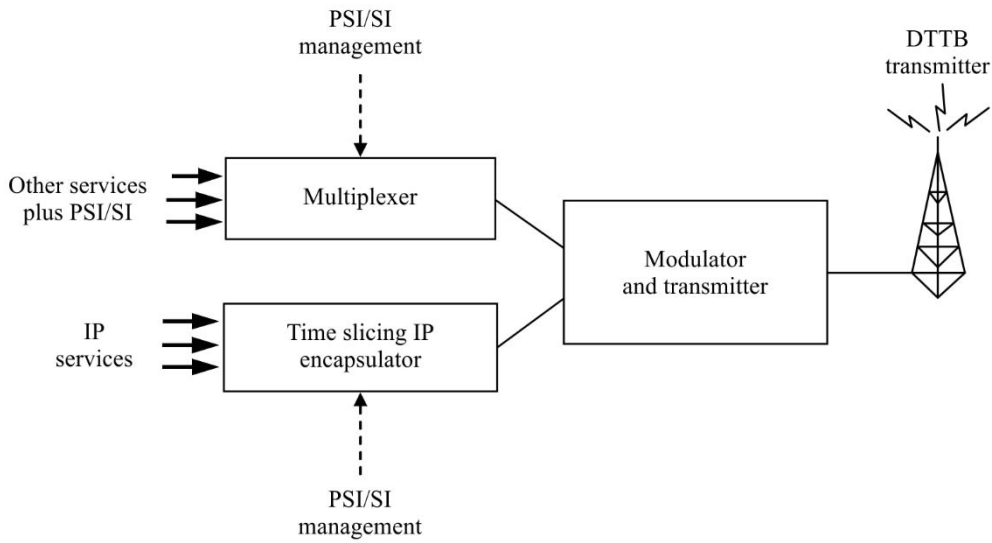 PSI/SI
management
DTTB
transmitter
Other services
plus PSI/SI
Multiplexer
Modulator
and transmitter
IP
services
Time slicing IP
encapsulator
PSI/SI
management